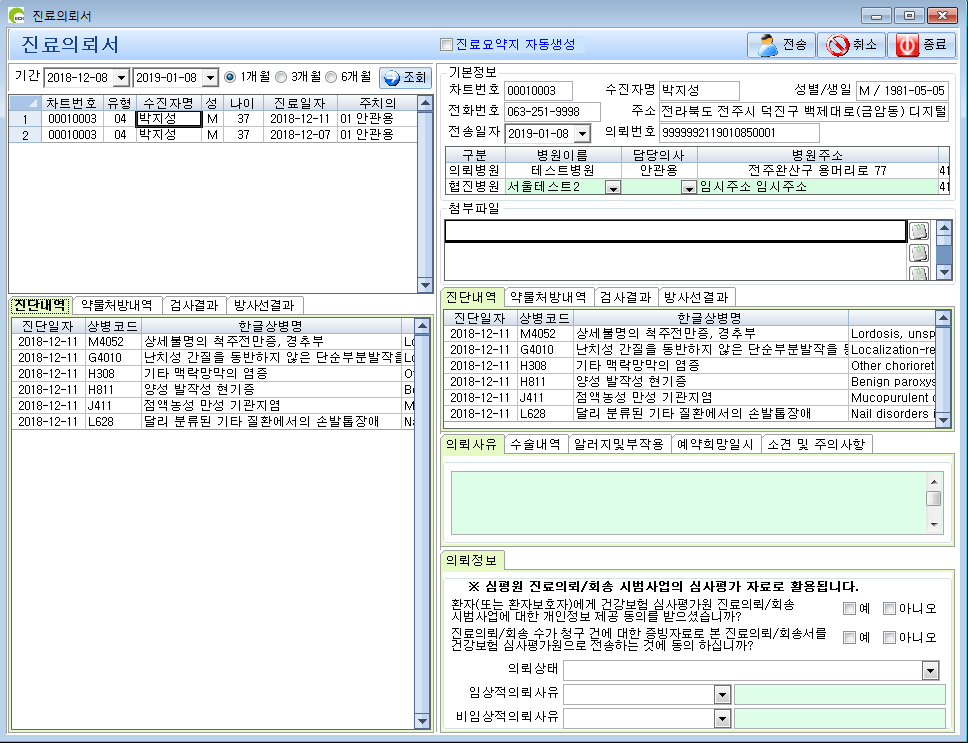 진료의뢰서
진료의뢰서
진료요약지 자동생성
전송 취소 종료
기간 2018-12-08 2019-01-08 1개월 3개월 6개월 조회
차트번호 유형 수진자명 성 나이 진료일자 주치의
1 00010003 04 박지성 M 37 2018-12-11 01 안관용
2 00010003 04 박지성 M 37 2018-12-07 01 안관용
진단내역 약물처방내역 검사결과 방사선결과
진단일자 상병코드 한글상병명
2018-12-11 M4052 상세불명의 척주전만증, 경추부
2018-12-11 G4010 난치성 간질을 동반하지 않은 단순부분발작을
2018-12-11 H308 기타 맥락망막의 염증
2018-12-11 H811 양성 발작성 현기증
2018-12-11 J411 점액농성 만성 기관지염
2018-12-11 L628 달리 분류된 기타 질환에서의 손발톱장애
기본정보
차트번호 00010003 수진자명 박지성 성별/생일 M / 1981-05-05
전화번호 063-251-9998 주소 전라북도 전주시 덕진구 백제대로(금암동) 디지털
전송일자 2019-01-08 의뢰번호 9999992119010850001
구분 병원이름 담당의사 병원주소
의뢰병원 테스트병원 안관용 전주완산구 용머리로 77 41
협진병원 서울테스트2 임시주소 임시주소 41
첨부파일
진단내역 약물처방내역 검사결과 방사선결과
진단일자 상병코드 한글상병명
2018-12-11 M4052 상세불명의 척주전만증, 경추부 Lordosis, unsp
2018-12-11 G4010 난치성 간질을 동반하지 않은 단순부분발작을 Localization-re
2018-12-11 H308 기타 맥락망막의 염증 Other chorioret
2018-12-11 H811 양성 발작성 현기증 Benign paroxys
2018-12-11 J411 점액농성 만성 기관지염 Mucopurulent
2018-12-11 L628 달리 분류된 기타 질환에서의 손발톱장애 Nail disorders
의뢰사유 수술내역 알러지및부작용 예약희망일시 소견 및 주의사항
의뢰정보
※ 심평원 진료의뢰/회송 시범사업의 심사평가 자료로 활용됩니다.
환자(또는 환자보호자)에게 건강보험 심사평가원 진료의뢰/회송
시범사업에 대한 개인정보 제공 동의를 받으셨습니까? 예 아니오
진료의뢰/회송 수가 청구 건에 대한 증빙자료로 본 진료의뢰/회송서를
건강보험 심사평가원으로 전송하는 것에 동의 하십니까? 예 아니오
의뢰상태
임상적의뢰사유
비임상적의뢰사유